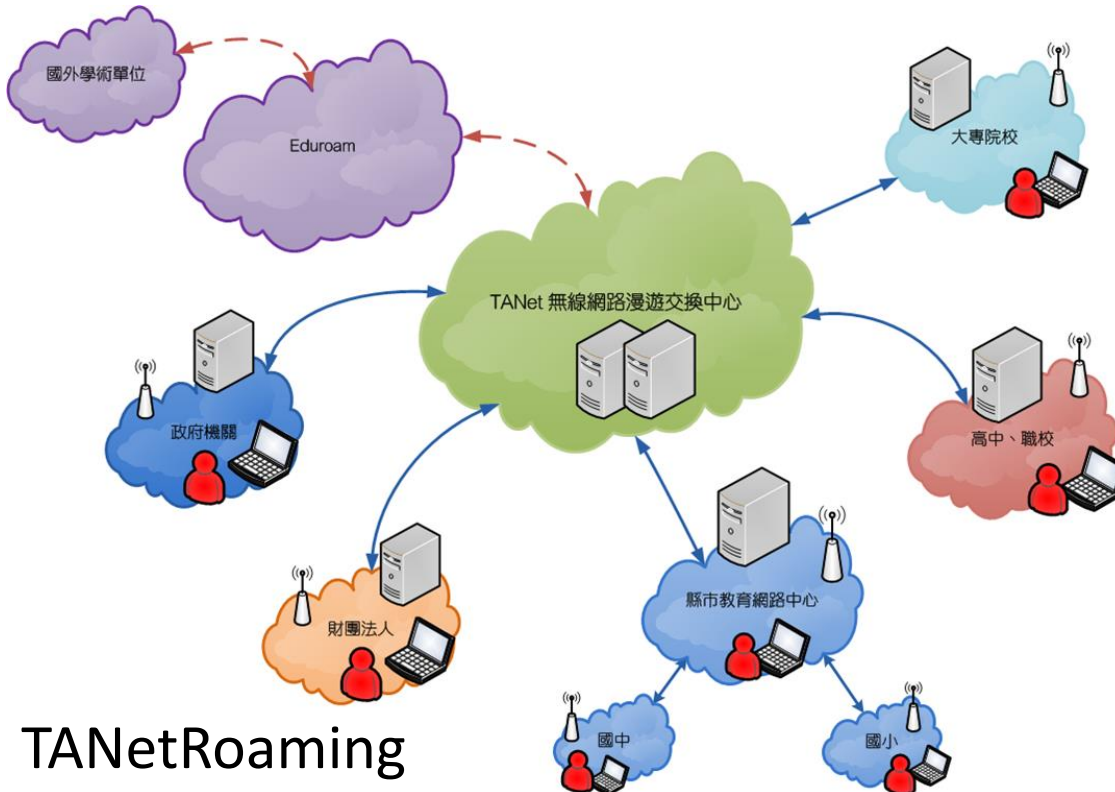 國外學術單位
Eduroam
大專院校
TANet 無線網路漫遊交換中心
政府機關
高中、職校
縣市教育網路中心
財團法人
國中
國小
TANetRoaming